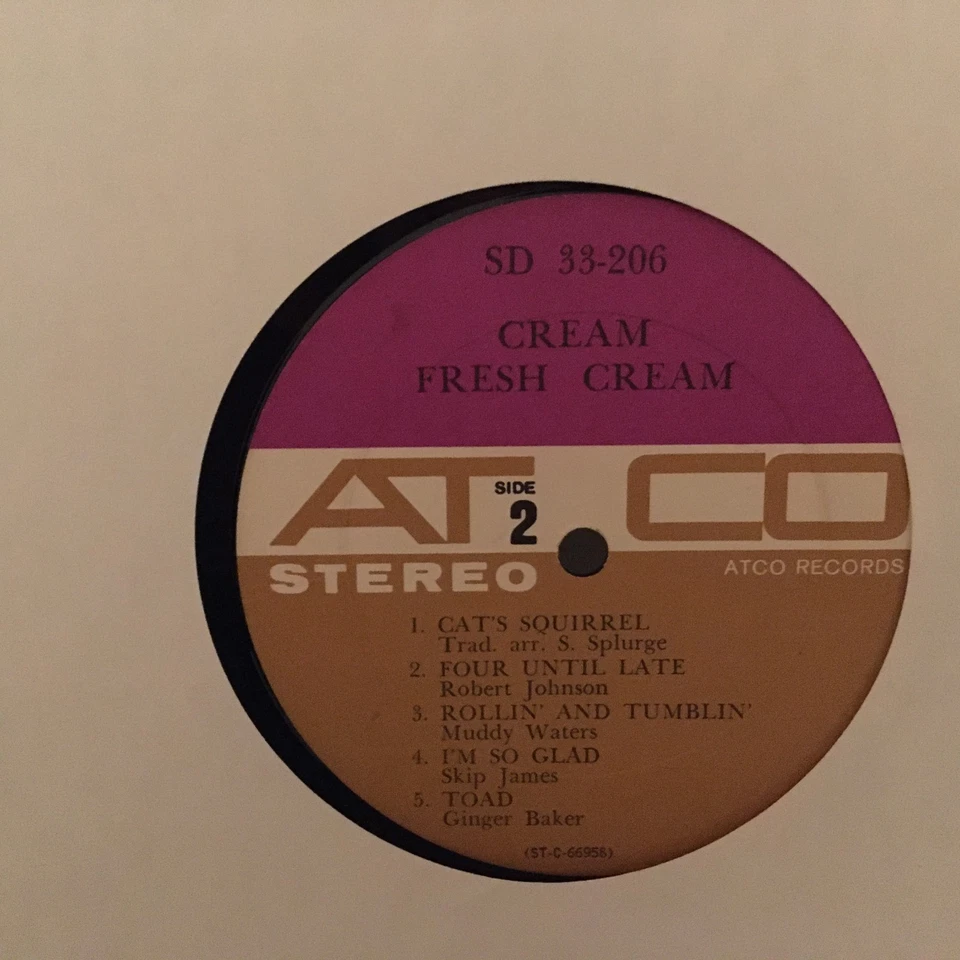 SD 33-206
CREAM
FRESH CREAM
ATCO
SIDE
2
STEREO
ATCO RECORDS
1. CAT'S SQUIRREL
Trad. arr. S. Splurge
2. FOUR UNTIL LATE
Robert Johnson
3. ROLLIN' AND TUMBLIN'
Muddy Waters
4. I'M SO GLAD
Skip James
5. TOAD
Ginger Baker
(ST-C-66958)